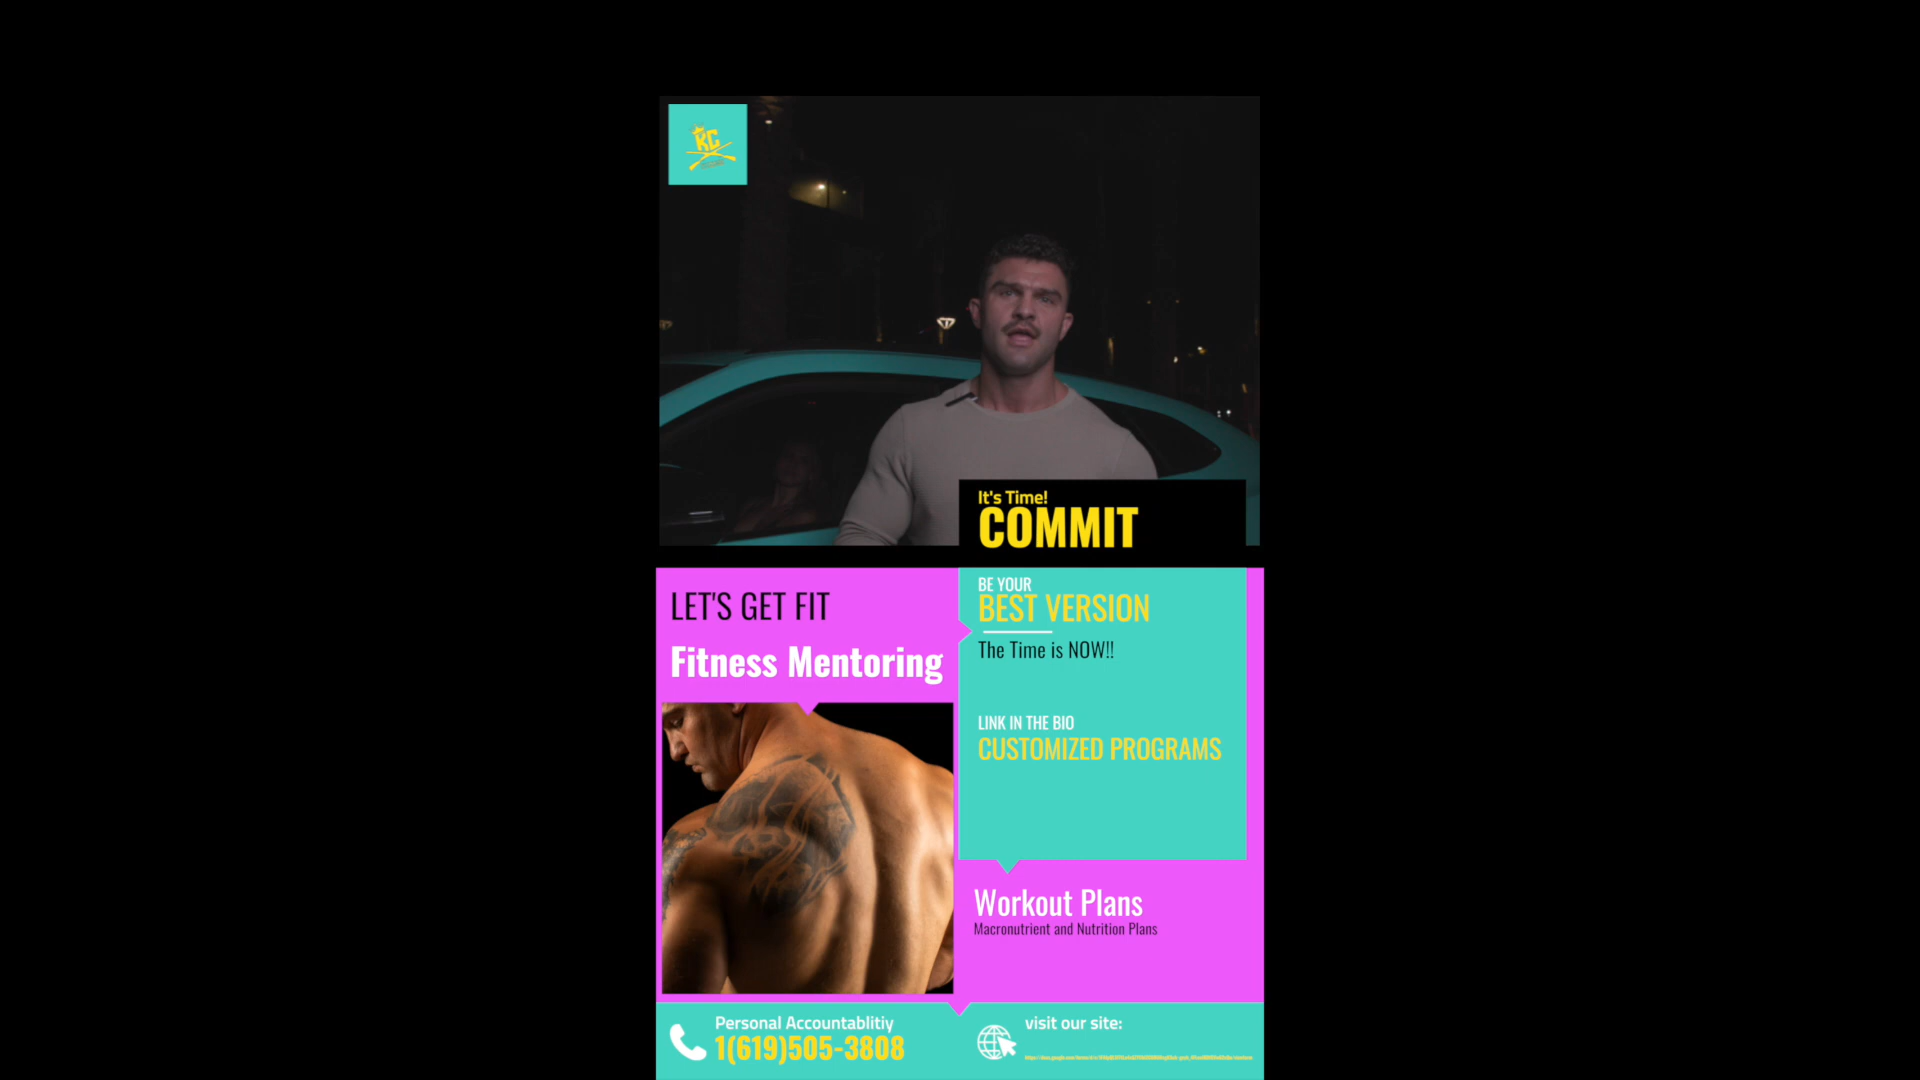 KC
It's Time!
COMMIT
LET'S GET FIT
Fitness Mentoring
BE YOUR
BEST VERSION
The Time is NOW!!
LINK IN THE BIO
CUSTOMIZED PROGRAMS
Workout Plans
Macronutrient and Nutrition Plans
Personal Accountablitiy
1(619)505-3808
visit our site: